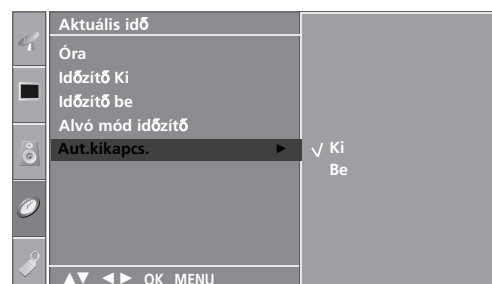 Aktuális idő
Óra
Időzítő Ki
Időzítő be
Alvó mód időzítő
Aut.kikapcs. ►
√ Ki
Be
▲▼ ◄► OK MENU